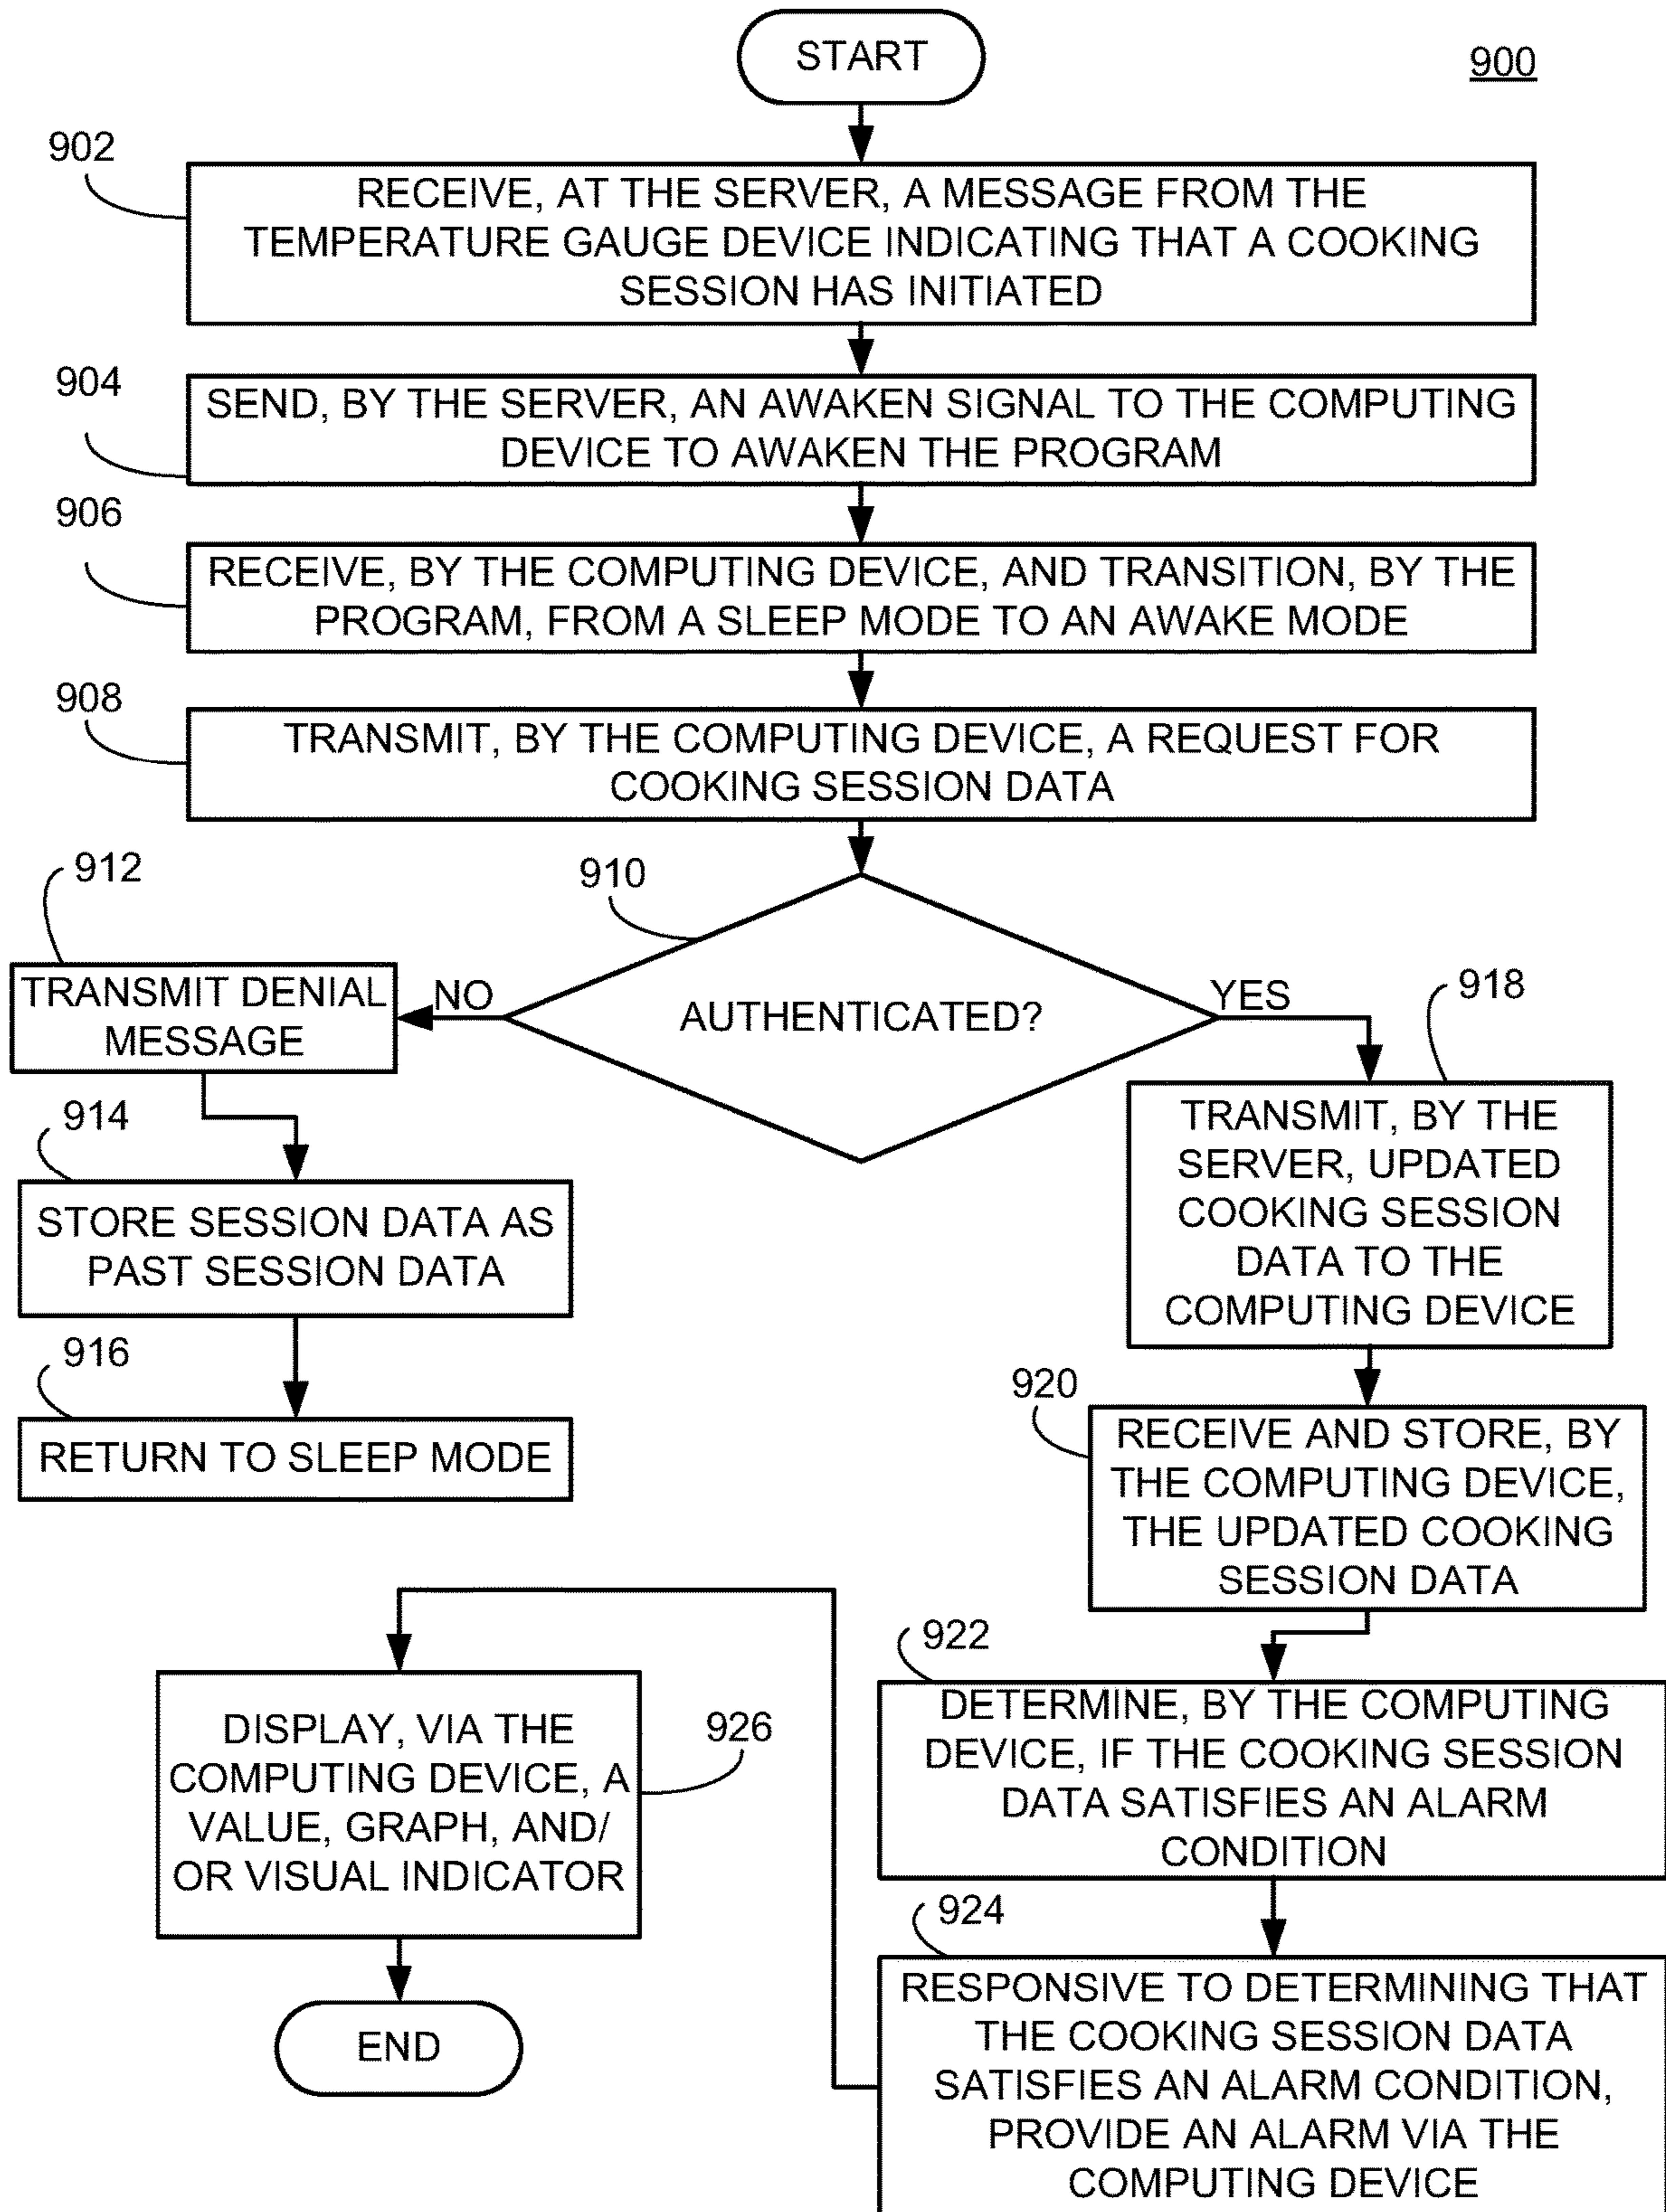 START
900
902
RECEIVE, AT THE SERVER, A MESSAGE FROM THE
TEMPERATURE GAUGE DEVICE INDICATING THAT A COOKING
SESSION HAS INITIATED
904
SEND, BY THE SERVER, AN AWAKEN SIGNAL TO THE COMPUTING
DEVICE TO AWAKEN THE PROGRAM
906
RECEIVE, BY THE COMPUTING DEVICE, AND TRANSITION, BY THE
PROGRAM, FROM A SLEEP MODE TO AN AWAKE MODE
908
TRANSMIT, BY THE COMPUTING DEVICE, A REQUEST FOR
COOKING SESSION DATA
910
AUTHENTICATED?
NO
912
TRANSMIT DENIAL
MESSAGE
914
STORE SESSION DATA AS
PAST SESSION DATA
916
RETURN TO SLEEP MODE
YES
918
TRANSMIT, BY THE
SERVER, UPDATED
COOKING SESSION
DATA TO THE
COMPUTING DEVICE
920
RECEIVE AND STORE, BY
THE COMPUTING DEVICE,
THE UPDATED COOKING
SESSION DATA
922
DETERMINE, BY THE COMPUTING
DEVICE, IF THE COOKING SESSION
DATA SATISFIES AN ALARM
CONDITION
924
RESPONSIVE TO DETERMINING THAT
THE COOKING SESSION DATA
SATISFIES AN ALARM CONDITION,
PROVIDE AN ALARM VIA THE
COMPUTING DEVICE
926
DISPLAY, VIA THE
COMPUTING DEVICE, A
VALUE, GRAPH, AND/
OR VISUAL INDICATOR
END